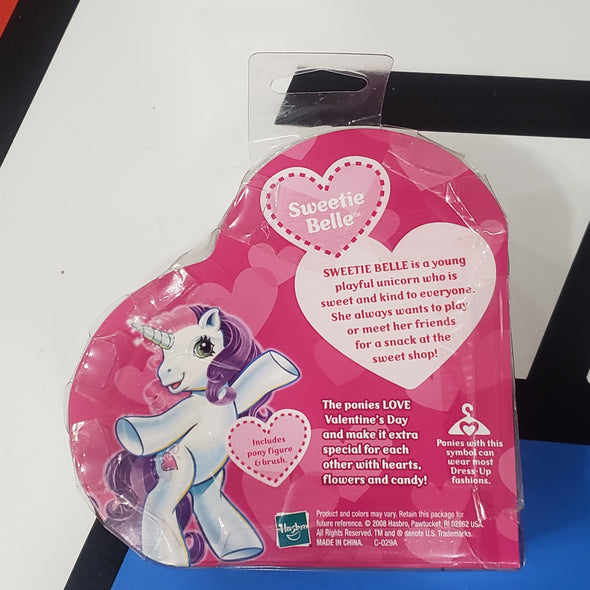 Sweetie
Belle™
SWEETIE BELLE is a young
playful unicorn who is
sweet and kind to everyone.
She always wants to play
or meet her friends
for a snack at the
sweet shop!
The ponies LOVE
Valentine's Day
and make it extra
special for each
other with hearts,
flowers and candy!
Includes
pony figure
& brush.
Ponies with this
symbol can
wear most
Dress-Up
fashions.
Hasbro
Product and colors may vary. Retain this package for
future reference. © 2008 Hasbro, Pawtucket, RI 02862 USA.
All Rights Reserved. TM and ® denote U.S. Trademarks.
MADE IN CHINA. C-029A